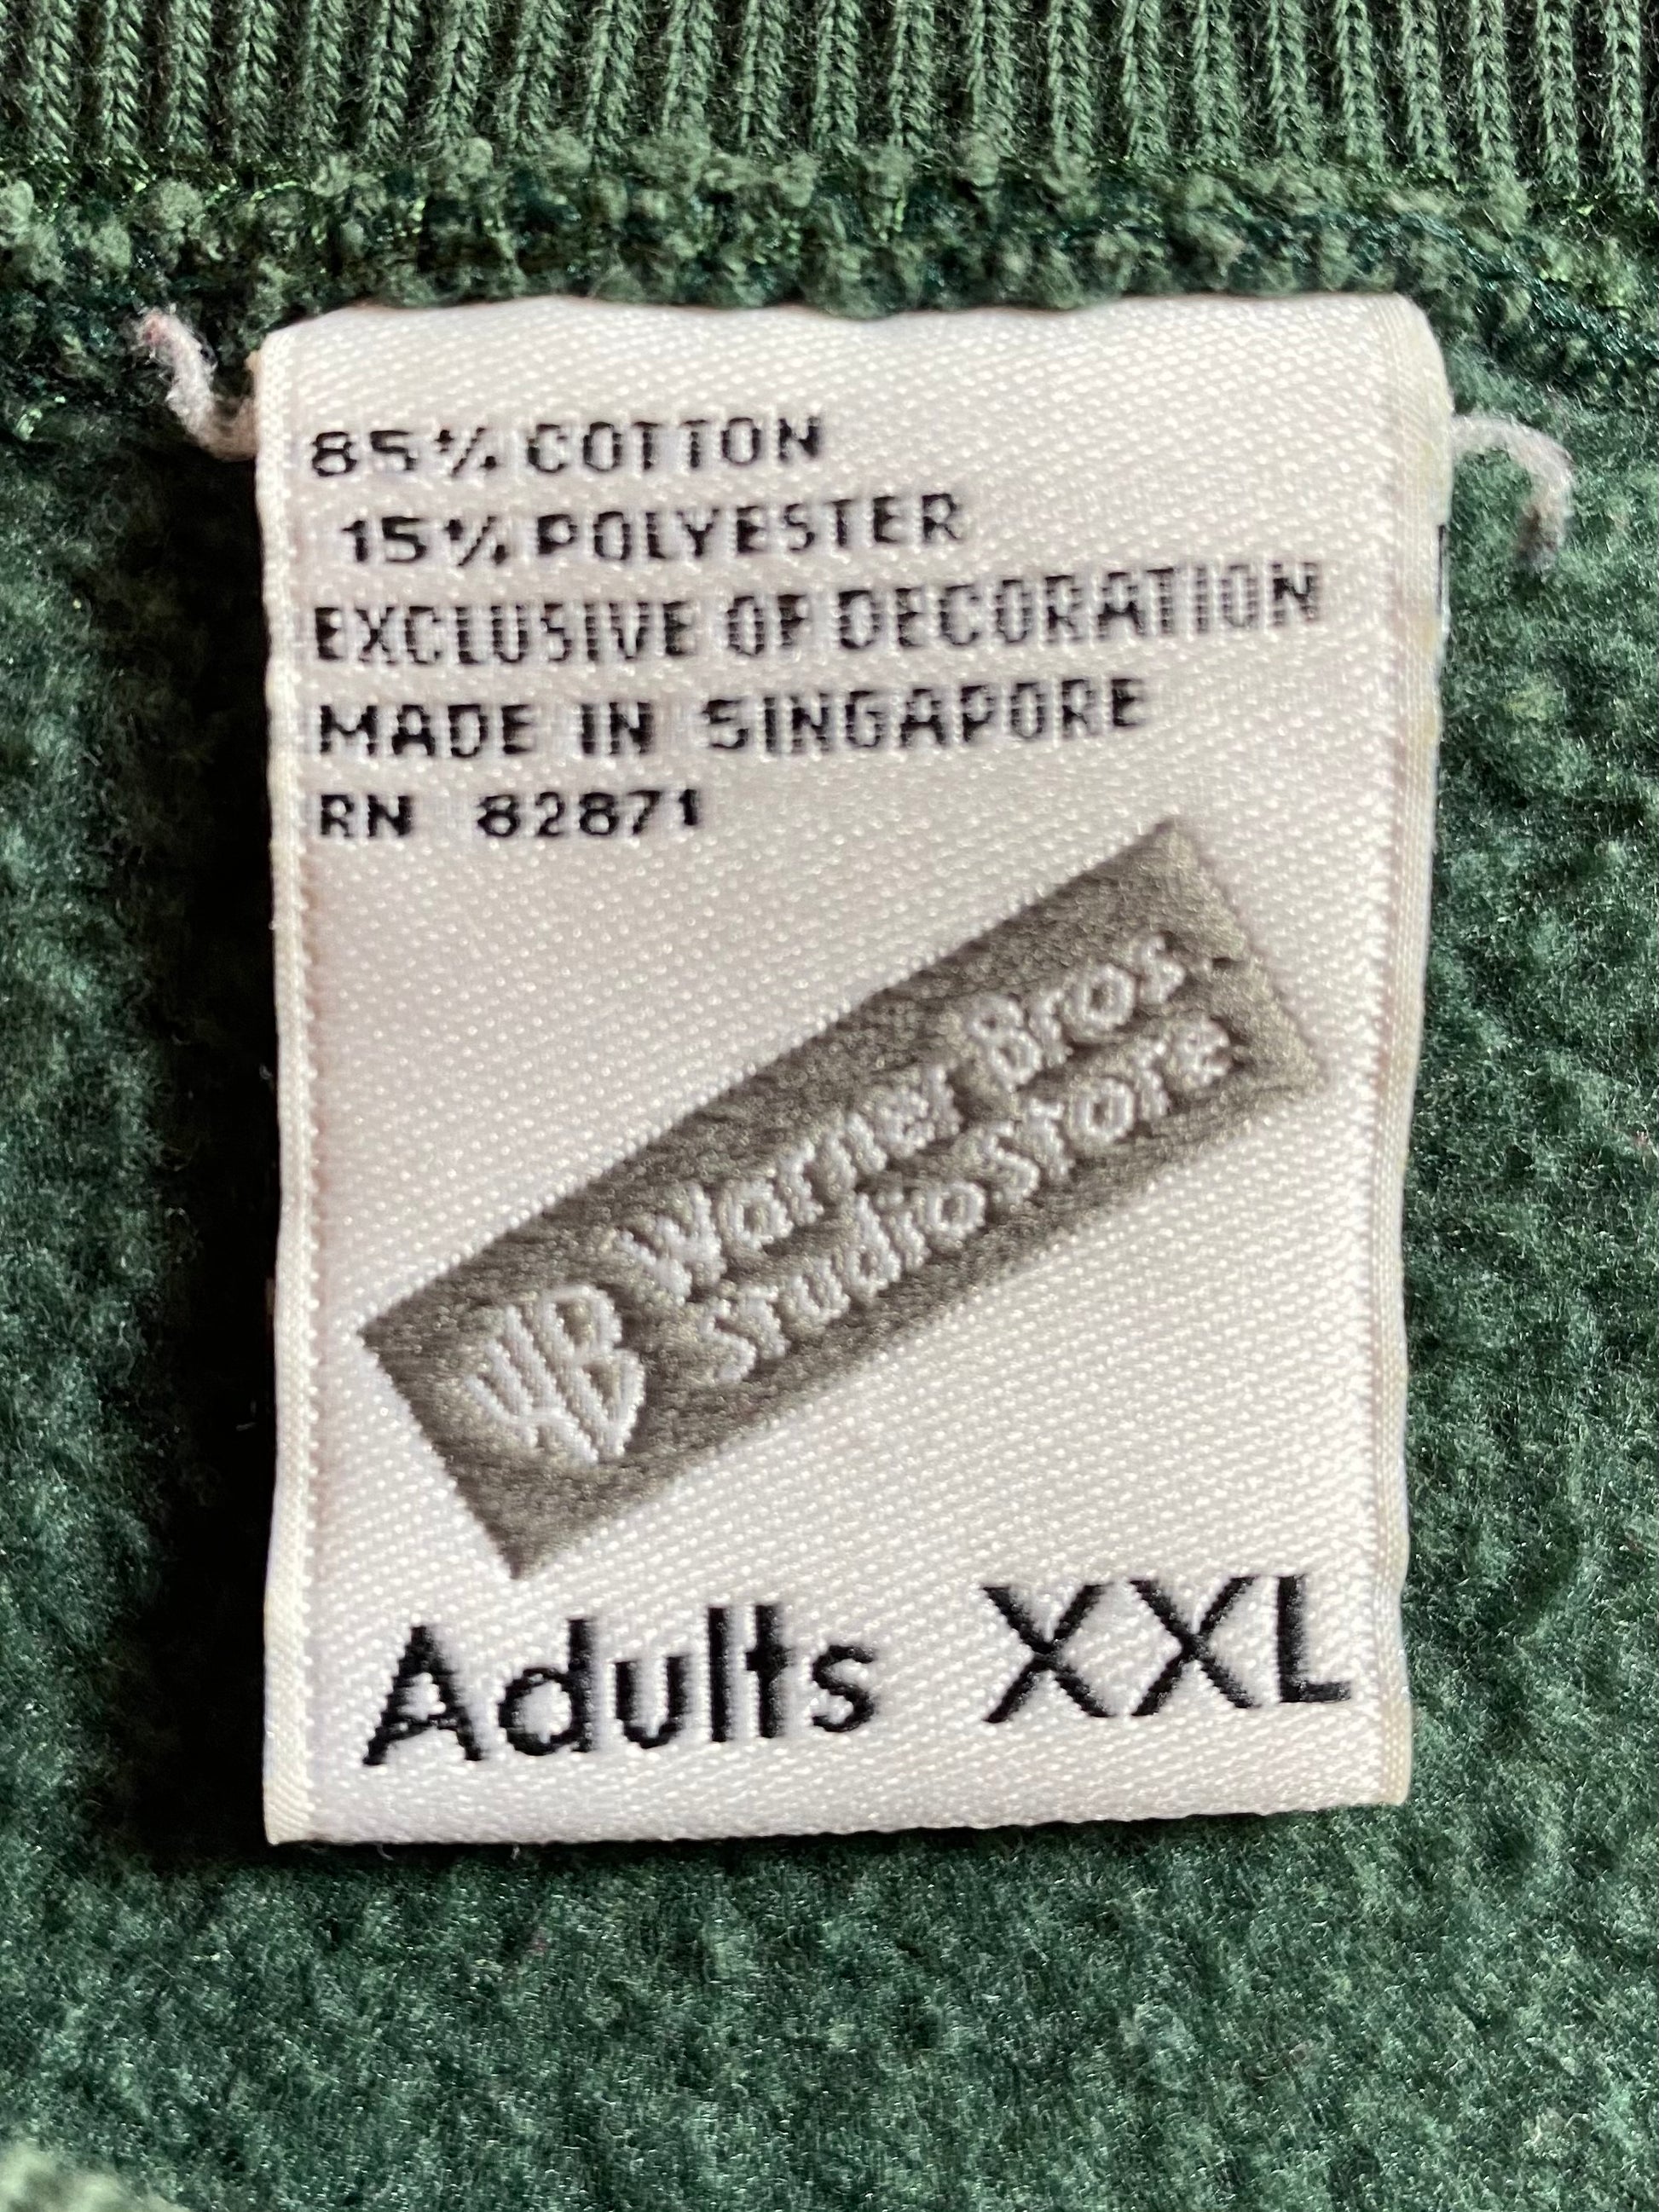 85% COTTON
15% POLYESTER
EXCLUSIVE OF DECORATION
MADE IN SINGAPORE
RN 82871
WB Warner Bros
Studio Store
Adults XXL